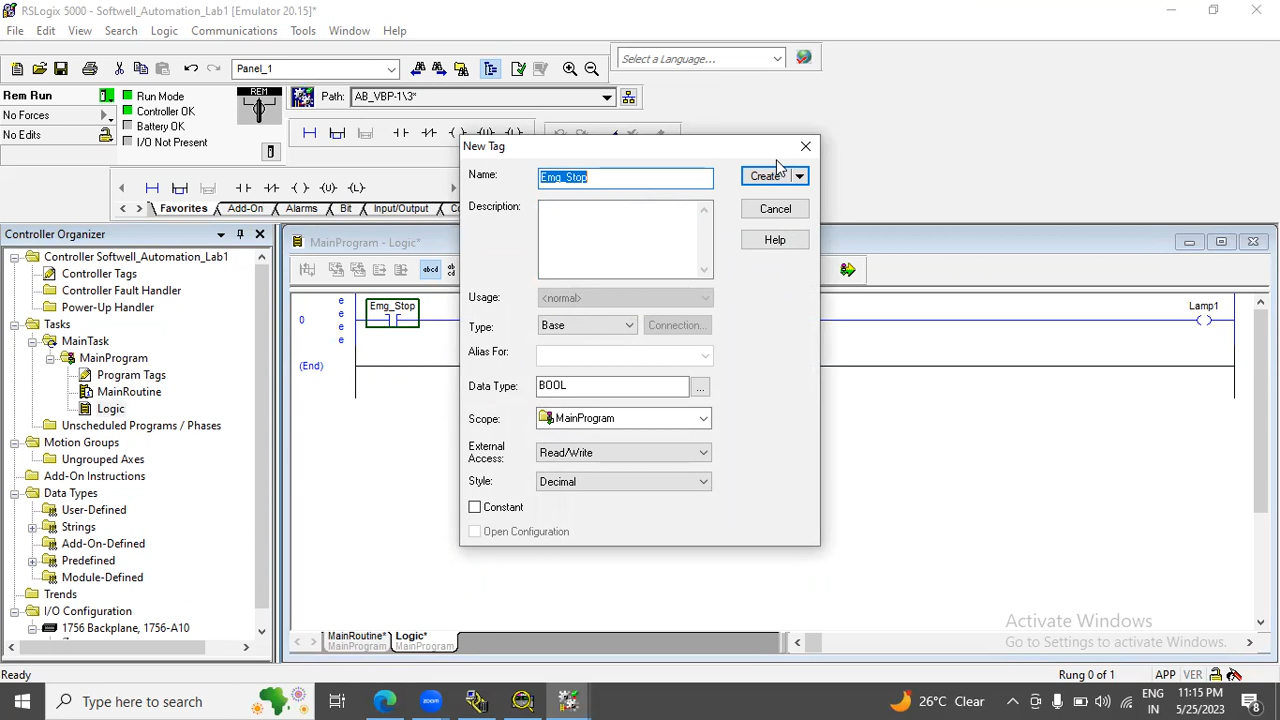 RSLogix 5000 - Softwell_Automation_Lab1 [Emulator 20.15]*
File Edit View Search Logic Communications Tools Window Help
Select a Language...
Panel_1
Rem Run
Run Mode
REM
Path: AB_VBP-1\3*
No Forces
Controller OK
No Edits
Battery OK
I/O Not Present
Favorites Add-On Alarms Bit Input/Output
Controller Organizer
Controller Softwell_Automation_Lab1
Controller Tags
Controller Fault Handler
Power-Up Handler
Tasks
MainTask
MainProgram
Program Tags
MainRoutine
Logic
Unscheduled Programs / Phases
Motion Groups
Ungrouped Axes
Add-On Instructions
Data Types
User-Defined
Strings
Add-On-Defined
Predefined
Module-Defined
Trends
I/O Configuration
1756 Backplane, 1756-A10
MainProgram - Logic*
abcd
ab
cd
e
e
e
e
0
Emg_Stop
Lamp1
(End)
New Tag
Name: Emg_Stop
Create
Description:
Cancel
Help
Usage: <normal>
Type: Base Connection...
Alias For:
Data Type: BOOL ...
Scope: MainProgram
External Access: Read/Write
Style: Decimal
Constant
Open Configuration
MainRoutine* Logic*
MainProgram MainProgram
Activate Windows
Go to Settings to activate Windows.
Ready
Rung 0 of 1
APP VER
Type here to search
26°C Clear
ENG
IN
11:15 PM
5/25/2023
8